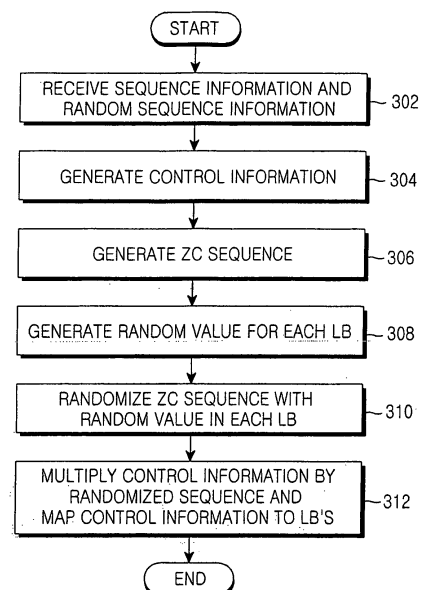 START
RECEIVE SEQUENCE INFORMATION AND
RANDOM SEQUENCE INFORMATION
302
GENERATE CONTROL INFORMATION
304
GENERATE ZC SEQUENCE
306
GENERATE RANDOM VALUE FOR EACH LB
308
RANDOMIZE ZC SEQUENCE WITH
RANDOM VALUE IN EACH LB
310
MULTIPLY CONTROL INFORMATION BY
RANDOMIZED SEQUENCE AND
MAP CONTROL INFORMATION TO LB'S
312
END